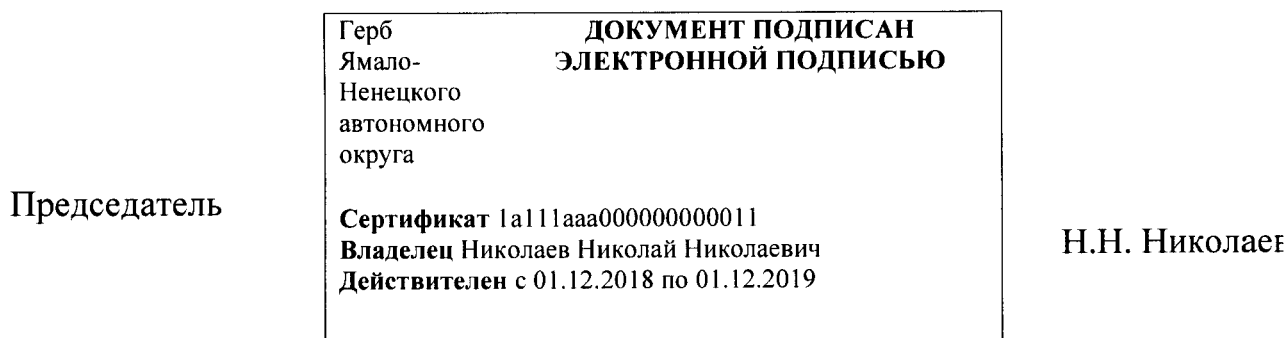 Герб ДОКУМЕНТ ПОДПИСАН
Ямало- ЭЛЕКТРОННОЙ ПОДПИСЬЮ
Ненецкого
автономного
округа
Председатель
Сертификат 1а111ааа000000000011
Владелец Николаев Николай Николаевич
Действителен с 01.12.2018 по 01.12.2019
Н.Н. Николаев